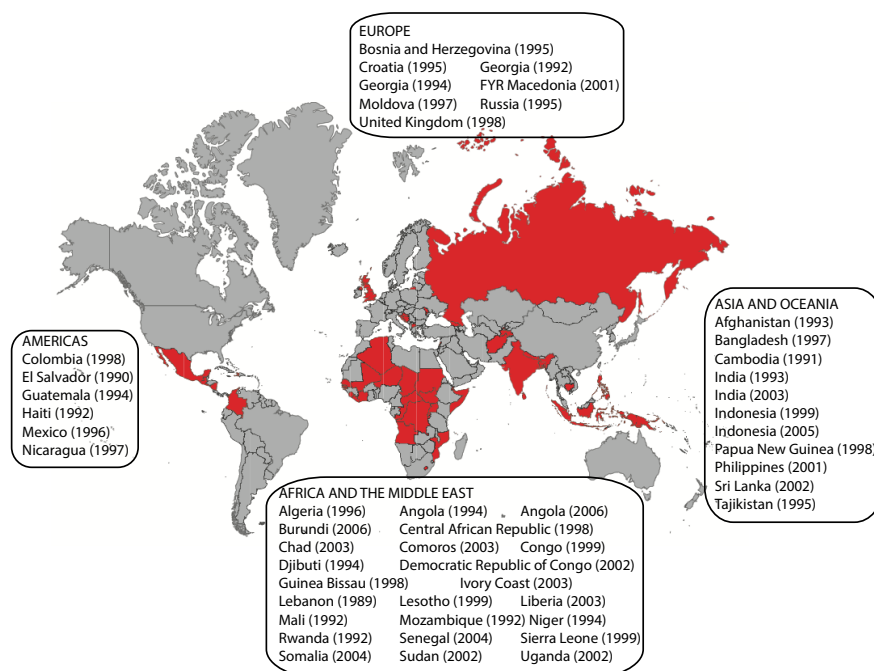 EUROPE
Bosnia and Herzegovina (1995)
Croatia (1995) Georgia (1992)
Georgia (1994) FYR Macedonia (2001)
Moldova (1997) Russia (1995)
United Kingdom (1998)
AMERICAS
Colombia (1998)
El Salvador (1990)
Guatemala (1994)
Haiti (1992)
Mexico (1996)
Nicaragua (1997)
ASIA AND OCEANIA
Afghanistan (1993)
Bangladesh (1997)
Cambodia (1991)
India (1993)
India (2003)
Indonesia (1999)
Indonesia (2005)
Papua New Guinea (1998)
Philippines (2001)
Sri Lanka (2002)
Tajikistan (1995)
AFRICA AND THE MIDDLE EAST
Algeria (1996) Angola (1994) Angola (2006)
Burundi (2006) Central African Republic (1998)
Chad (2003) Comoros (2003) Congo (1999)
Djibuti (1994) Democratic Republic of Congo (2002)
Guinea Bissau (1998) Ivory Coast (2003)
Lebanon (1989) Lesotho (1999) Liberia (2003)
Mali (1992) Mozambique (1992) Niger (1994)
Rwanda (1992) Senegal (2004) Sierra Leone (1999)
Somalia (2004) Sudan (2002) Uganda (2002)